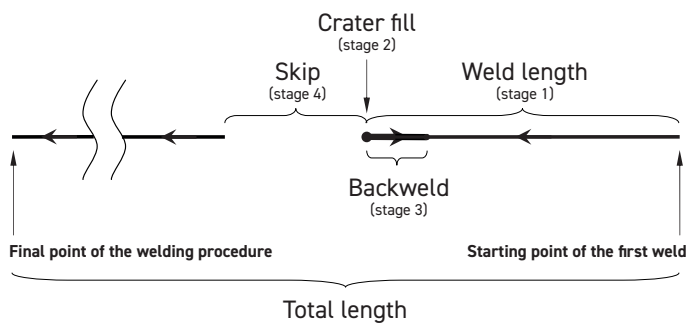 Crater fill
(stage 2)
Skip
(stage 4)
Weld length
(stage 1)
Backweld
(stage 3)
Final point of the welding procedure
Starting point of the first weld
Total length